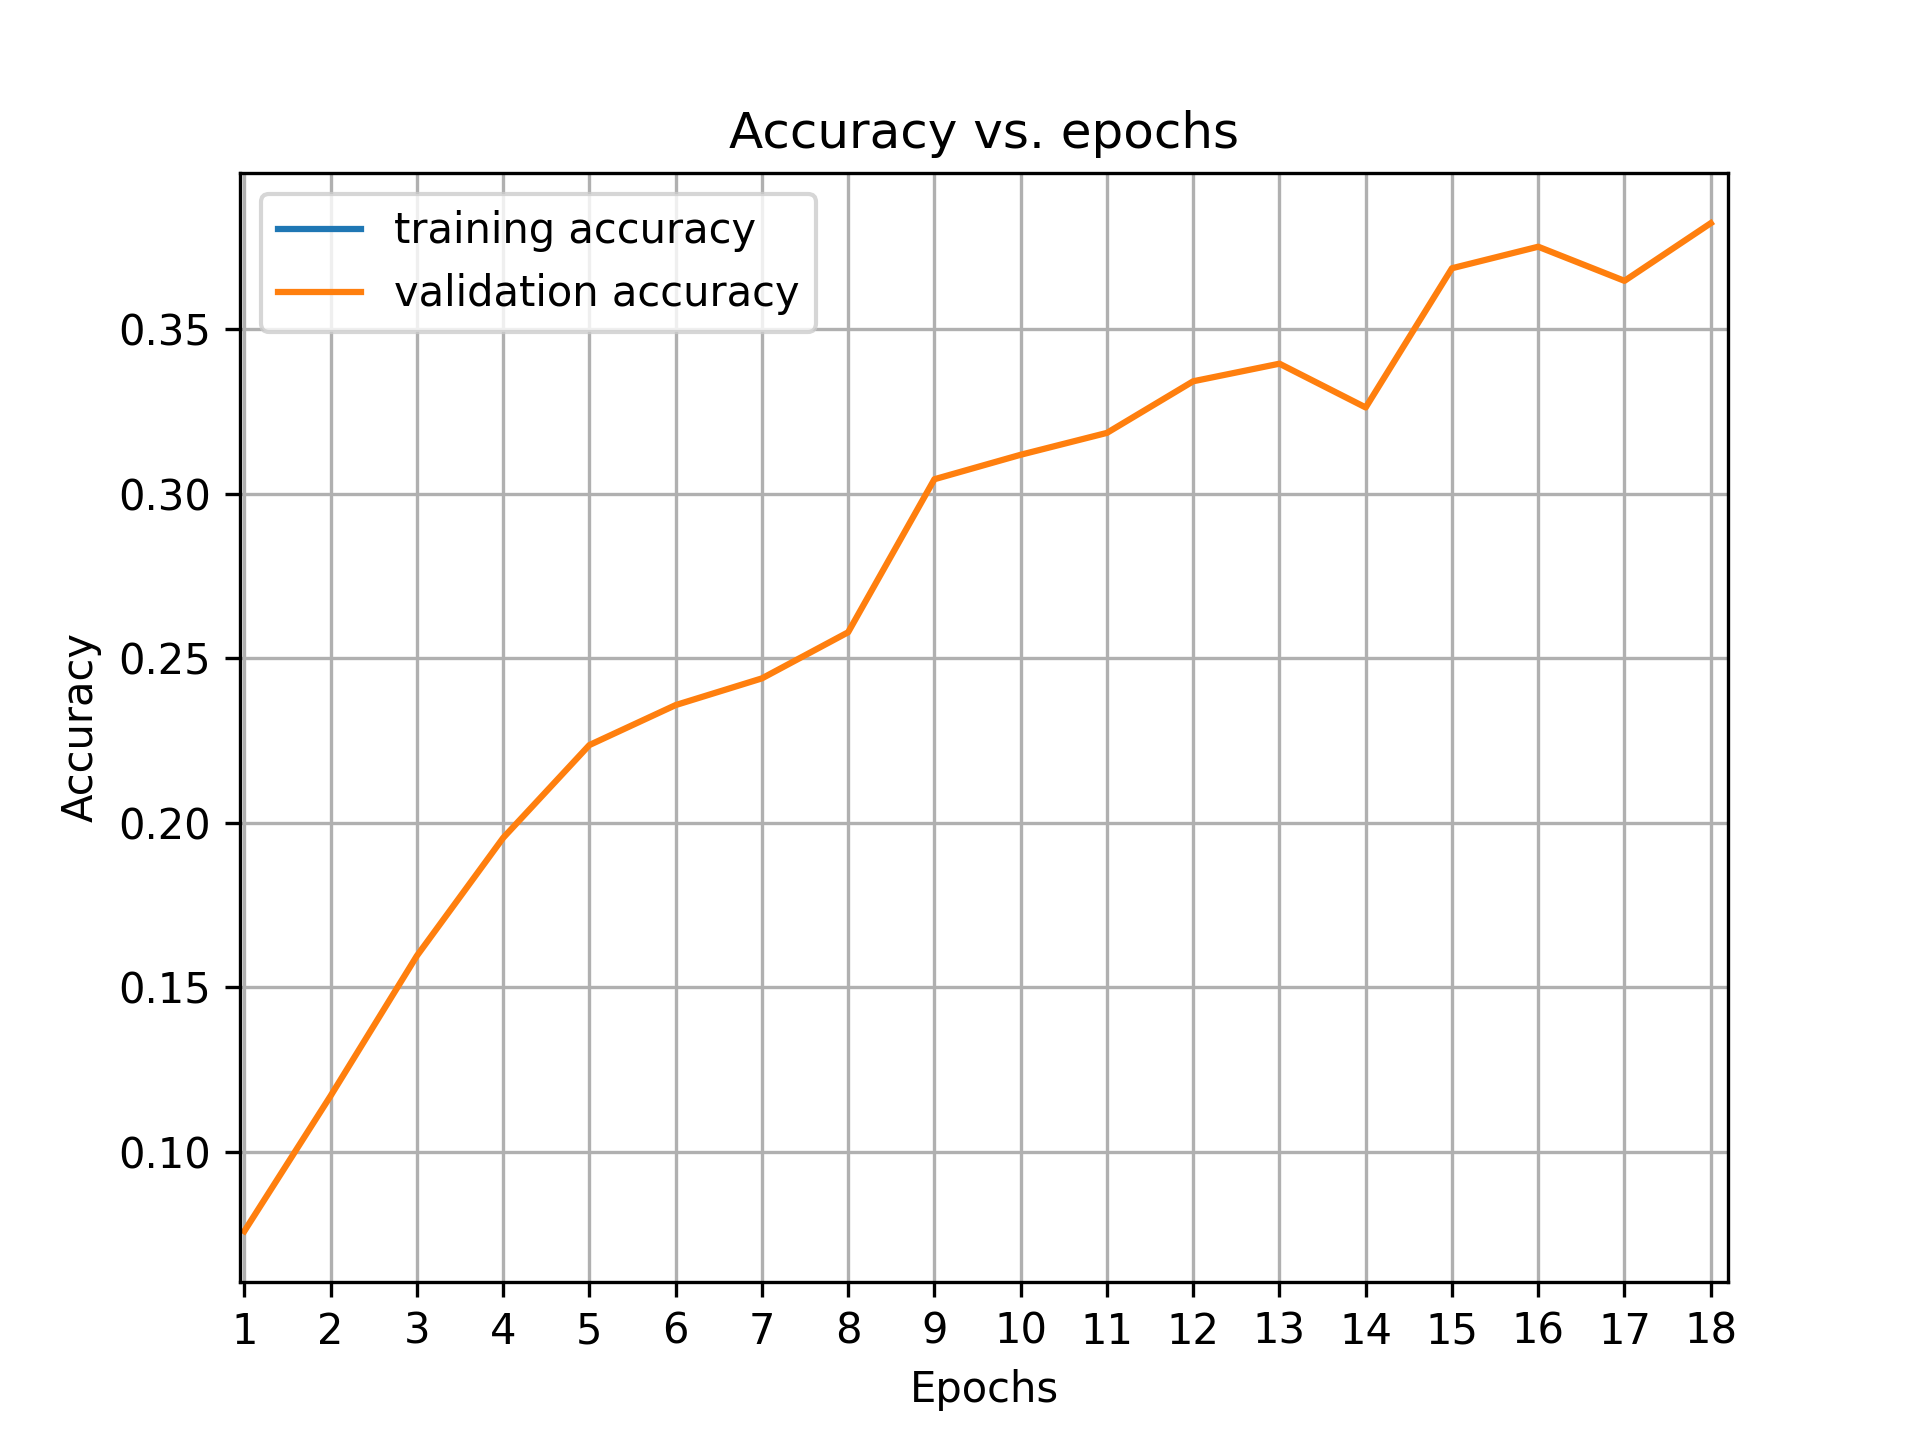 Accuracy vs. epochs
training accuracy
validation accuracy
Accuracy
0.35
0.30
0.25
0.20
0.15
0.10
1 2 3 4 5 6 7 8 9 10 11 12 13 14 15 16 17 18
Epochs